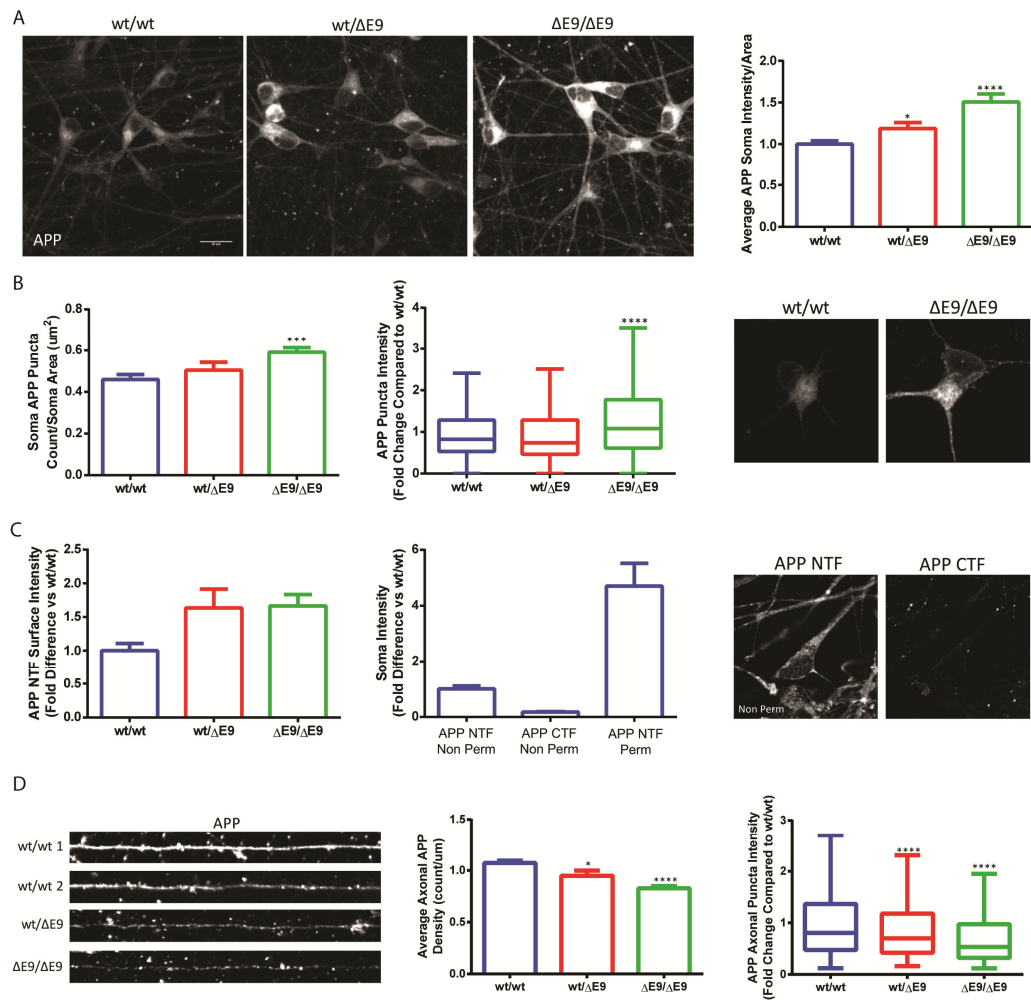 A
wt/wt
wt/ΔE9
ΔE9/ΔE9
APP
Average APP Soma Intensity/Area
2.0
1.5
1.0
0.5
0.0
*
****
wt/wt
wt/ΔE9
ΔE9/ΔE9
B
Soma APP Puncta
Count/Soma Area (um²)
0.8
0.6
0.4
0.2
0.0
***
wt/wt
wt/ΔE9
ΔE9/ΔE9
APP Puncta Intensity
(Fold Change Compared to wt/wt)
4
3
2
1
0
****
wt/wt
wt/ΔE9
ΔE9/ΔE9
wt/wt
ΔE9/ΔE9
C
APP NTF Surface Intensity
(Fold Difference vs wt/wt)
2.5
2.0
1.5
1.0
0.5
0.0
wt/wt
wt/ΔE9
ΔE9/ΔE9
Soma Intensity
(Fold Difference vs wt/wt)
6
4
2
0
APP NTF
Non Perm
APP CTF
Non Perm
APP NTF
Perm
APP NTF
APP CTF
Non Perm
D
APP
wt/wt 1
wt/wt 2
wt/ΔE9
ΔE9/ΔE9
Average Axonal APP
Density (count/um)
1.5
1.0
0.5
0.0
*
****
wt/wt
wt/ΔE9
ΔE9/ΔE9
APP Axonal Puncta Intensity
(Fold Change Compared to wt/wt)
3
2
1
0
****
****
wt/wt
wt/ΔE9
ΔE9/ΔE9